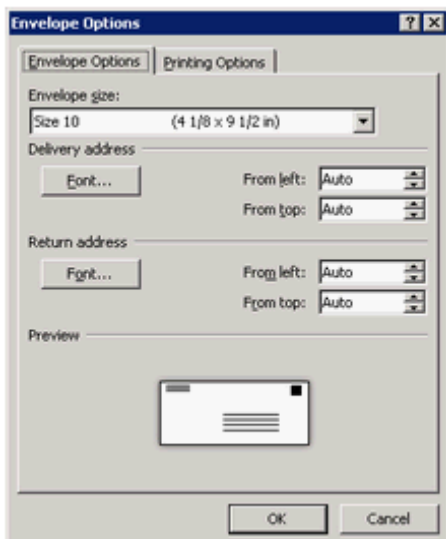 Envelope Options
Envelope Options Printing Options
Envelope size:
Size 10 (4 1/8 x 9 1/2 in)
Delivery address
Font... From left: Auto
From top: Auto
Return address
Font... From left: Auto
From top: Auto
Preview
OK Cancel